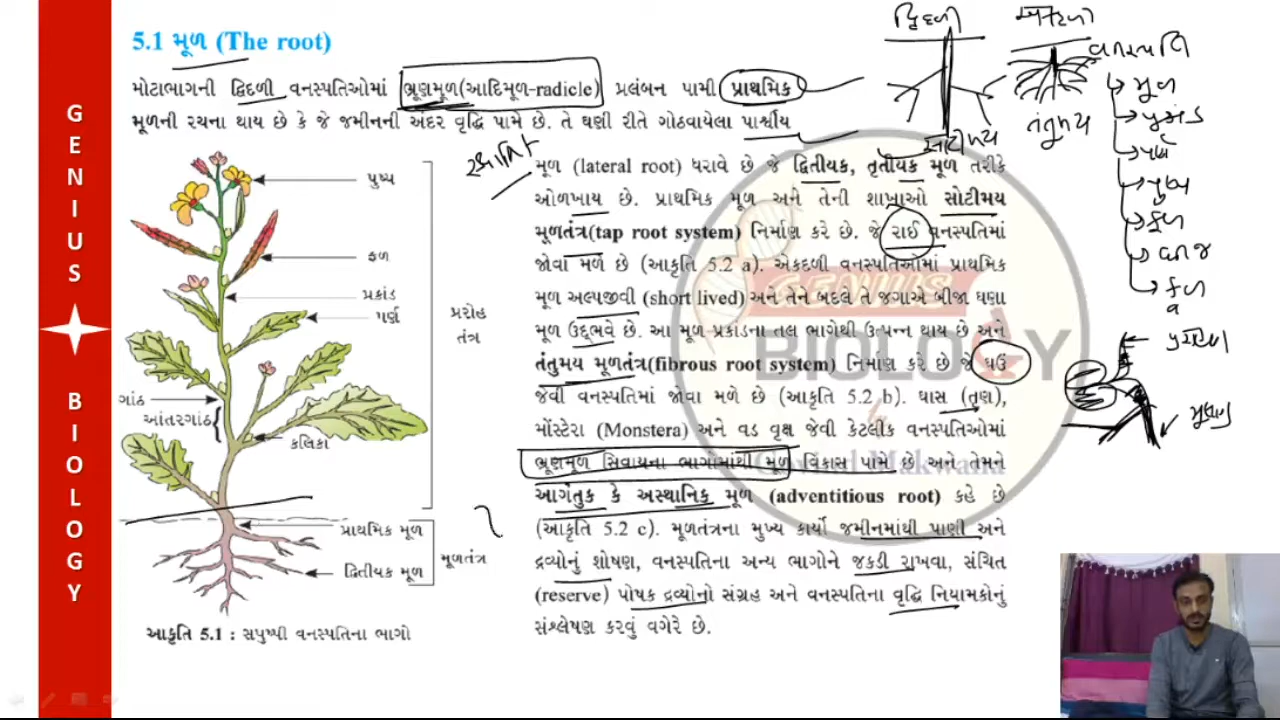 GENIUS BIOLOGY
5.1 મૂળ (The root)
મોટાભાગની દ્વિદળી વનસ્પતિઓમાં ભ્રૂણમૂળ(આદિમૂળ-radicle) પ્રલંબન પામી પ્રાથમિક
મૂળની રચના થાય છે કે જે જમીનની અંદર વૃદ્ધિ પામે છે. તે ઘણી રીતે ગોઠવાયેલા પાર્શ્વીય
મૂળ (lateral root) ધરાવે છે જે દ્વિતીયક, તૃતીયક મૂળ તરીકે
ઓળખાય છે. પ્રાથમિક મૂળ અને તેની શાખાઓ સોટીમય
મૂળતંત્ર(tap root system) નિર્માણ કરે છે. જે રાઈ વનસ્પતિમાં
જોવા મળે છે (આકૃતિ 5.2 a). એકદળી વનસ્પતિઓમાં પ્રાથમિક
મૂળ અલ્પજીવી (short lived) અને તેને બદલે તે જગાએ બીજા ઘણા
મૂળ ઉદ્ભવે છે. આ મૂળ પ્રકાંડના તલ ભાગેથી ઉત્પન્ન થાય છે અને
તંતુમય મૂળતંત્ર(fibrous root system) નિર્માણ કરે છે જે ઘઉં
જેવી વનસ્પતિમાં જોવા મળે છે (આકૃતિ 5.2 b). ઘાસ (તૃણ),
મોંસ્ટેરા (Monstera) અને વડ વૃક્ષ જેવી કેટલીક વનસ્પતિઓમાં
ભ્રૂણમૂળ સિવાયના ભાગોમાંથી મૂળ વિકાસ પામે છે અને તેમને
આગંતુક કે અસ્થાનિક મૂળ (adventitious root) કહે છે
(આકૃતિ 5.2 c). મૂળતંત્રના મુખ્ય કાર્યો જમીનમાંથી પાણી અને
દ્રવ્યોનું શોષણ, વનસ્પતિના અન્ય ભાગોને જકડી રાખવા, સંચિત
(reserve) પોષક દ્રવ્યોનો સંગ્રહ અને વનસ્પતિના વૃદ્ધિ નિયામકોનું
સંશ્લેષણ કરવું વગેરે છે.
પુષ્પ
ફળ
પ્રકાંડ
પર્ણ
પ્રરોહ
તંત્ર
ગાંઠ
આંતરગાંઠ
કલિકા
પ્રાથમિક મૂળ
મૂળતંત્ર
દ્વિતીયક મૂળ
આકૃતિ 5.1 : સપુષ્પી વનસ્પતિના ભાગો
દ્વિદળી
સોટીમય
તંતુમય
વનસ્પતિ
મૂળ
પ્રકાંડ
પર્ણ
પુષ્પ
ફળ
બીજ
GENIUS
BIOLOGY
Makwana